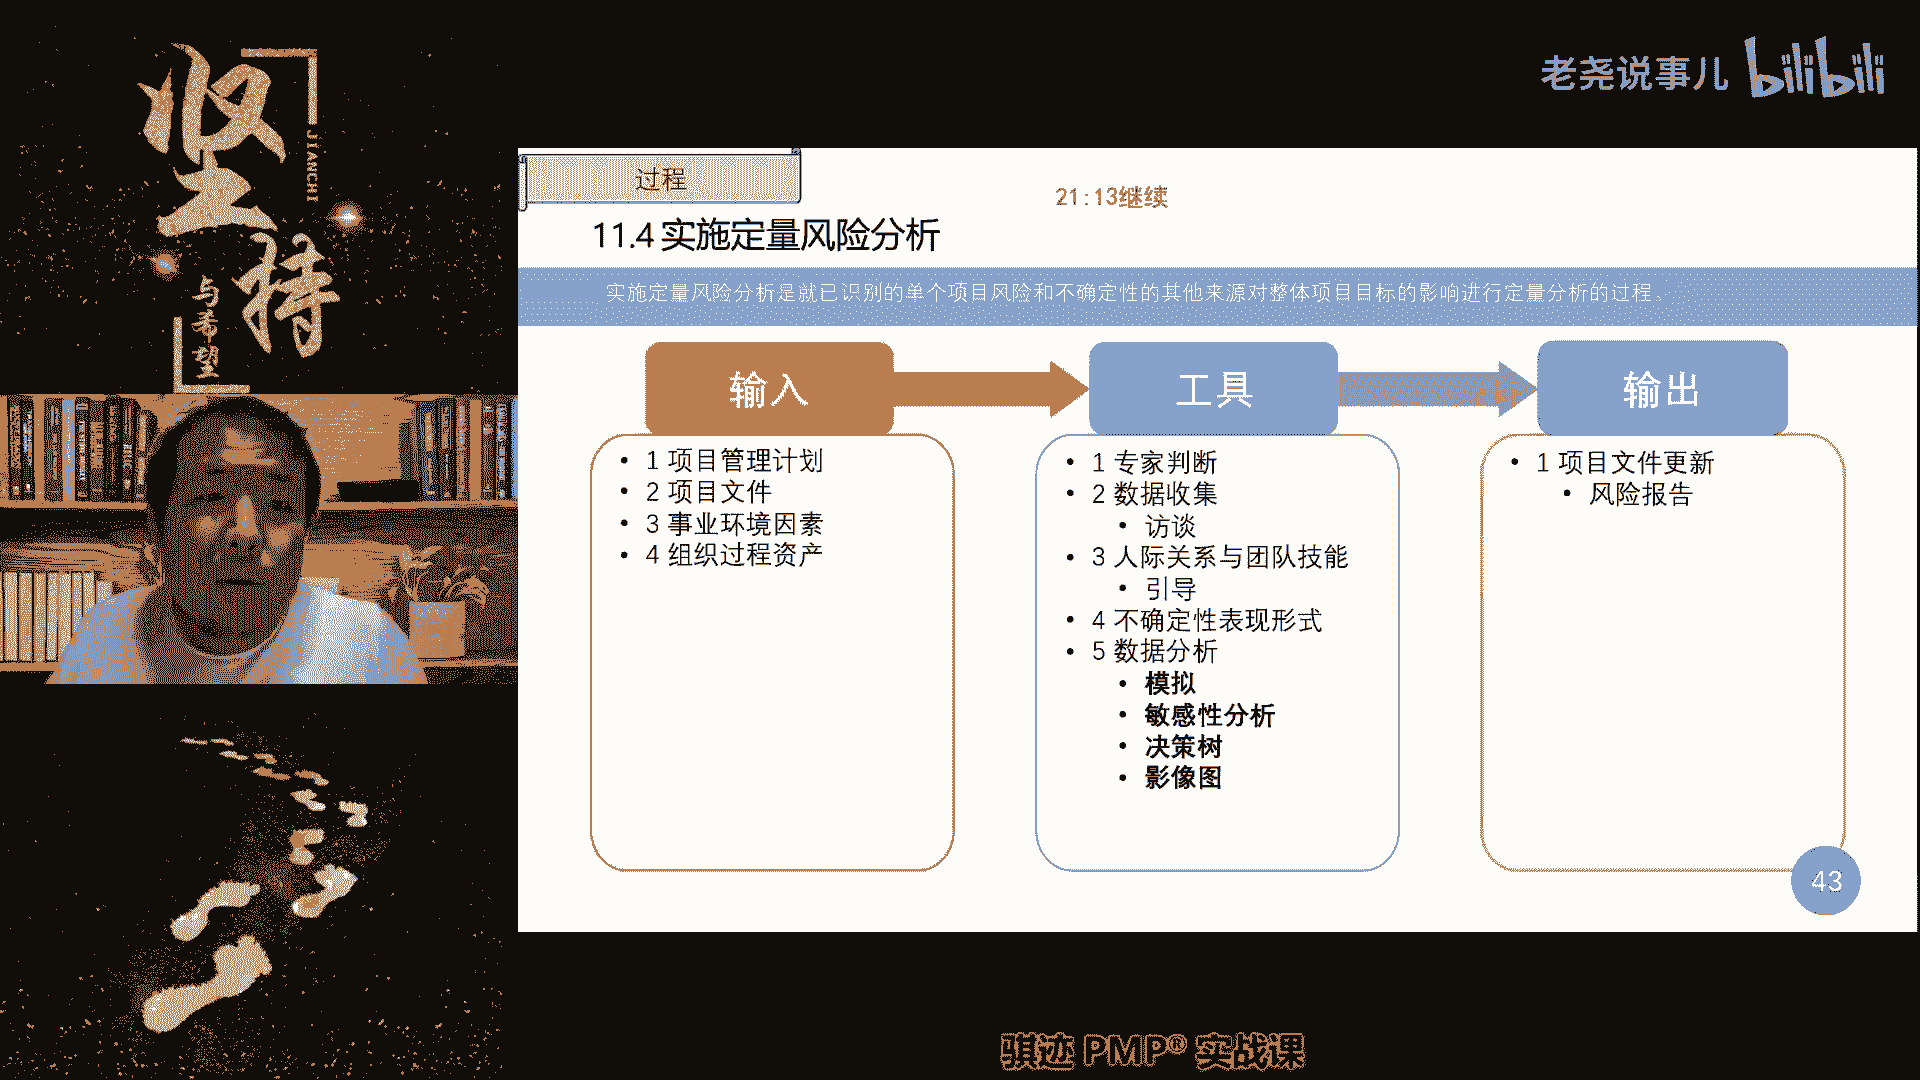 坚持
JIANCHI
与希望
老尧说事儿 bilibili
过程
21:13继续
11.4 实施定量风险分析
实施定量风险分析是就已识别的单个项目风险和不确定性的其他来源对整体项目目标的影响进行定量分析的过程。
输入
• 1 项目管理计划
• 2 项目文件
• 3 事业环境因素
• 4 组织过程资产
工具
• 1 专家判断
• 2 数据收集
• 访谈
• 3 人际关系与团队技能
• 引导
• 4 不确定性表现形式
• 5 数据分析
• 模拟
• 敏感性分析
• 决策树
• 影像图
输出
• 1 项目文件更新
• 风险报告
43
骐迹 PMP® 实战课